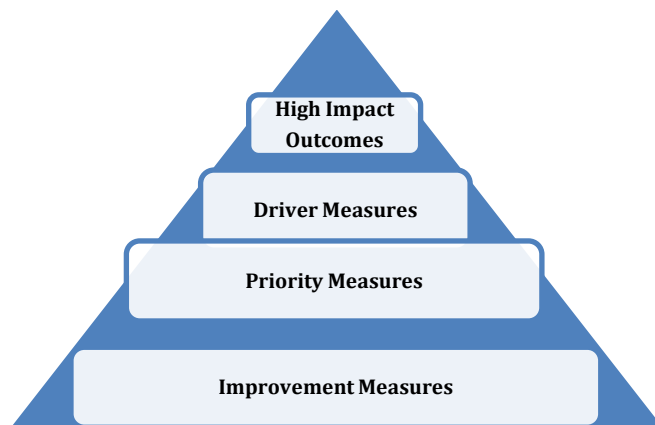 High Impact
Outcomes
Driver Measures
Priority Measures
Improvement Measures